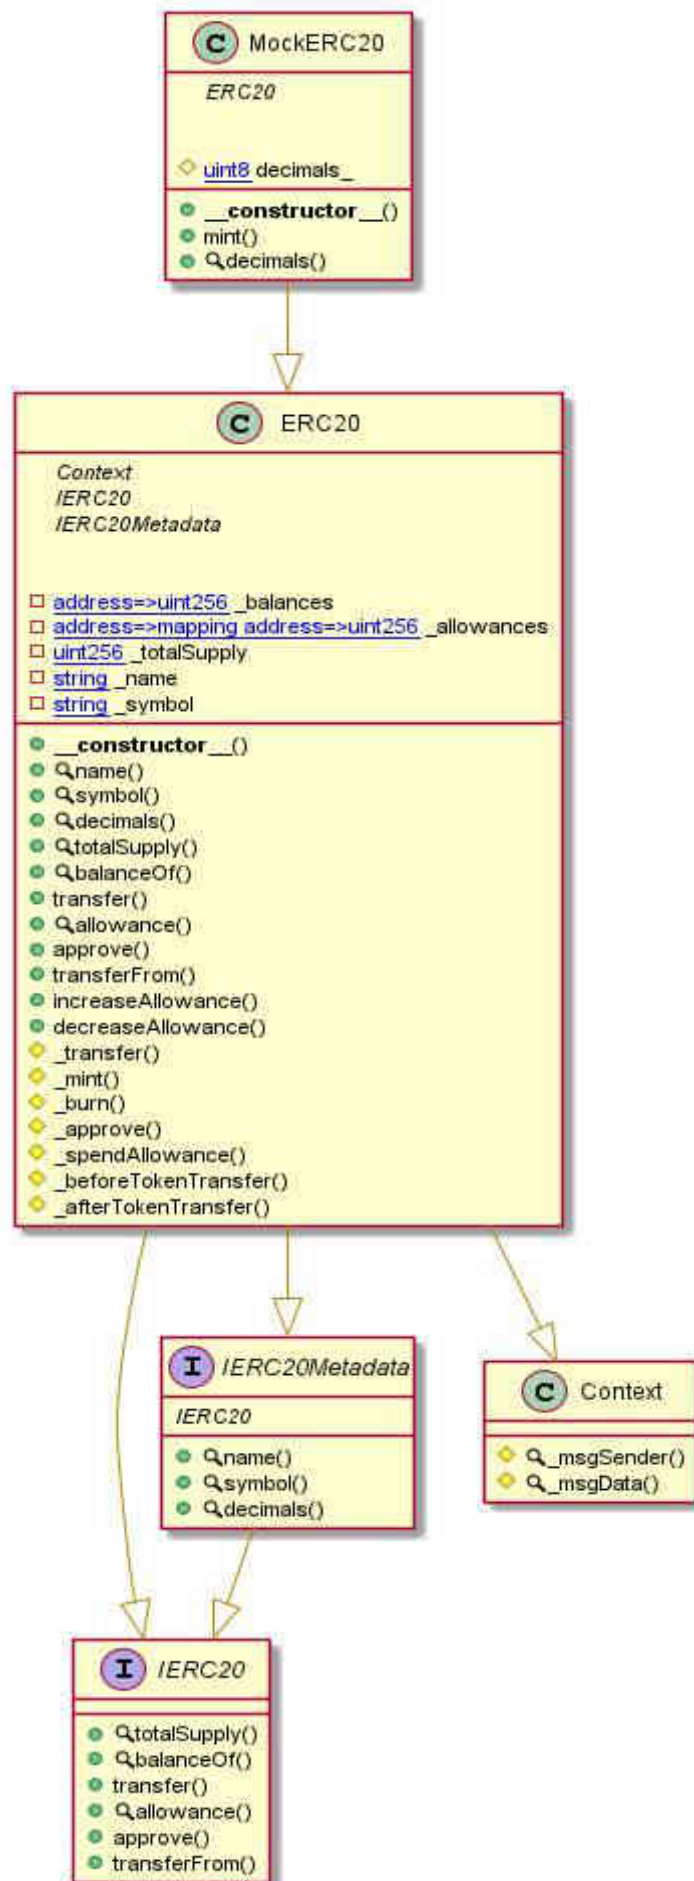 C MockERC20
ERC20
uint8 decimals_
__constructor__()
mint()
decimals()
C ERC20
Context
IERC20
IERC20Metadata
address=>uint256 _balances
address=>mapping address=>uint256 _allowances
uint256 _totalSupply
string _name
string _symbol
__constructor__()
name()
symbol()
decimals()
totalSupply()
balanceOf()
transfer()
allowance()
approve()
transferFrom()
increaseAllowance()
decreaseAllowance()
_transfer()
_mint()
_burn()
_approve()
_spendAllowance()
_beforeTokenTransfer()
_afterTokenTransfer()
I IERC20Metadata
IERC20
name()
symbol()
decimals()
C Context
_msgSender()
_msgData()
I IERC20
totalSupply()
balanceOf()
transfer()
allowance()
approve()
transferFrom()